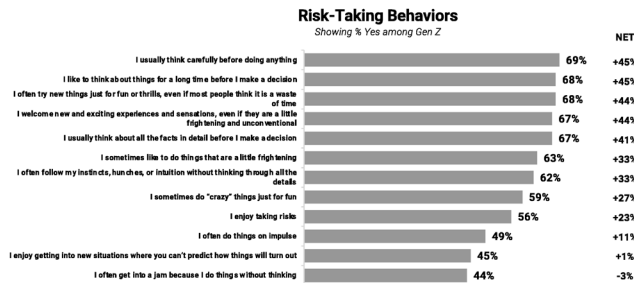 Risk-Taking Behaviors
Showing % Yes among Gen Z
NET
I usually think carefully before doing anything 69% +45%
I like to think about things for a long time before I make a decision 68% +45%
I often try new things just for fun or thrills, even if most people think it is a waste
of time 68% +44%
I welcome new and exciting experiences and sensations, even if they are a little
frightening and unconventional 67% +44%
I usually think about all the facts in detail before I make a decision 67% +41%
I sometimes like to do things that are a little frightening 63% +33%
I often follow my instincts, hunches, or intuition without thinking through all the
details 62% +33%
I sometimes do "crazy" things just for fun 59% +27%
I enjoy taking risks 56% +23%
I often do things on impulse 49% +11%
I enjoy getting into new situations where you can't predict how things will turn out 45% +1%
I often get into a jam because I do things without thinking 44% -3%